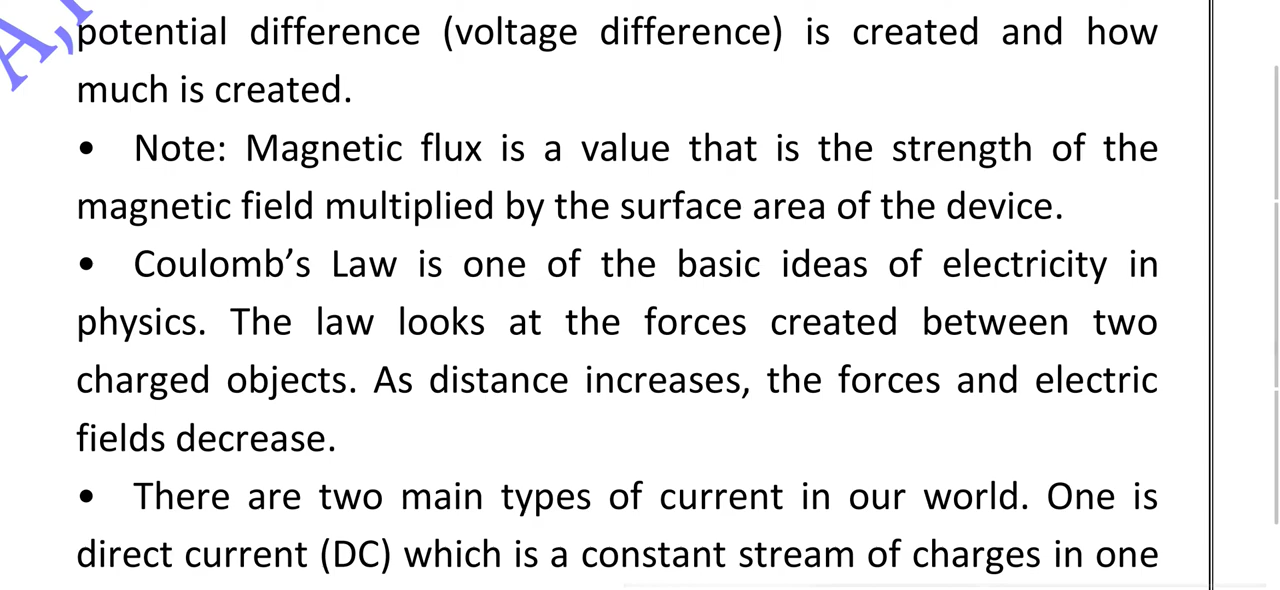 potential difference (voltage difference) is created and how
much is created.
• Note: Magnetic flux is a value that is the strength of the
magnetic field multiplied by the surface area of the device.
• Coulomb’s Law is one of the basic ideas of electricity in
physics. The law looks at the forces created between two
charged objects. As distance increases, the forces and electric
fields decrease.
• There are two main types of current in our world. One is
direct current (DC) which is a constant stream of charges in one